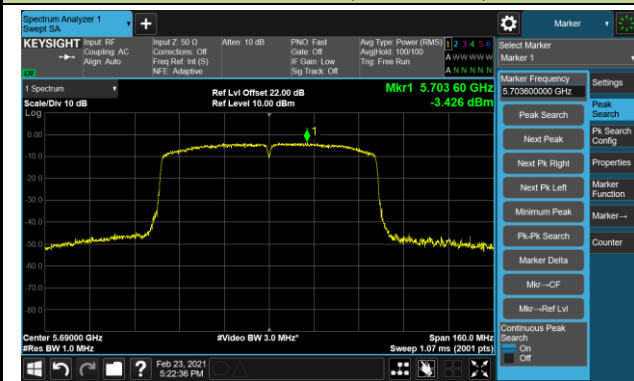 Spectrum Analyzer 1
Swept SA
+
Marker
KEYSIGHT
Input: RF
Coupling: AC
Align: Auto
Input Z: 50 Ω
Corrections: Off
Freq Ref: Int (S)
NFE: Adaptive
Atten: 10 dB
PNO: Fast
Gate: Off
IF Gain: Low
Sig Track: Off
Avg Type: Power (RMS)
Avg|Hold: 100/100
Trig: Free Run
1 2 3 4 5 6
A W W W W W
A N N N N N
Select Marker
Marker 1
LXI
1 Spectrum
Scale/Div 10 dB
Log
Ref Lvl Offset 22.00 dB
Ref Level 10.00 dBm
Mkr1 5.703 60 GHz
-3.426 dBm
1
0.00
-10.0
-20.0
-30.0
-40.0
-50.0
-60.0
-70.0
-80.0
Center 5.69000 GHz
#Res BW 1.0 MHz
#Video BW 3.0 MHz*
Span 160.0 MHz
Sweep 1.07 ms (2001 pts)
Marker Frequency
5.703600000 GHz
Peak Search
Next Peak
Next Pk Right
Next Pk Left
Minimum Peak
Pk-Pk Search
Marker Delta
Mkr→CF
Mkr→Ref Lvl
Continuous Peak
Search
On
Off
Settings
Peak
Search
Pk Search
Config
Properties
Marker
Function
Marker→
Counter
?
Feb 23, 2021
5:22:36 PM